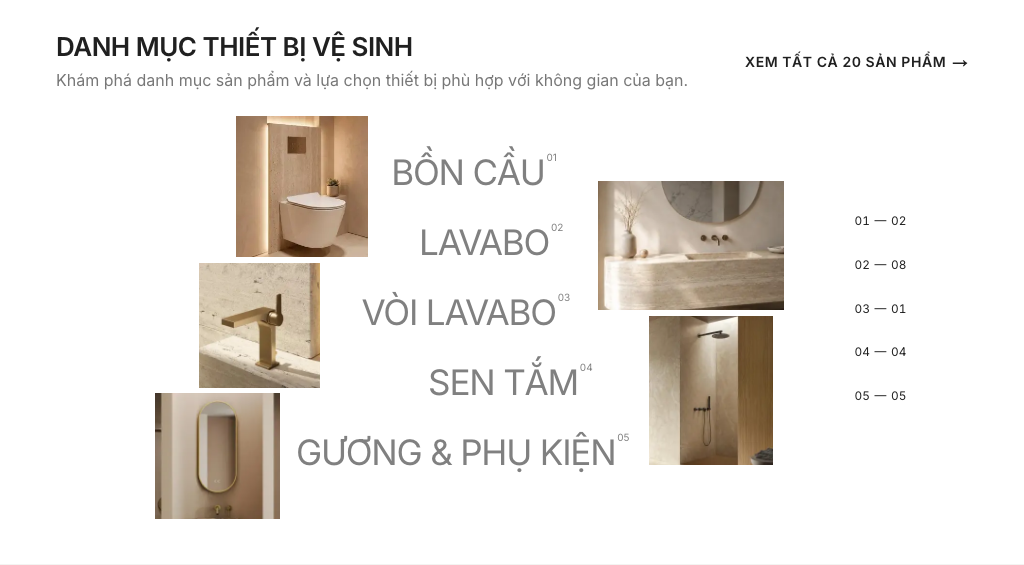 DANH MỤC THIẾT BỊ VỆ SINH
Khám phá danh mục sản phẩm và lựa chọn thiết bị phù hợp với không gian của bạn.
XEM TẤT CẢ 20 SẢN PHẨM →
BỒN CẦU 01
LAVABO 02
VÒI LAVABO 03
SEN TẮM 04
GƯƠNG & PHỤ KIỆN 05
01 — 02
02 — 08
03 — 01
04 — 04
05 — 05